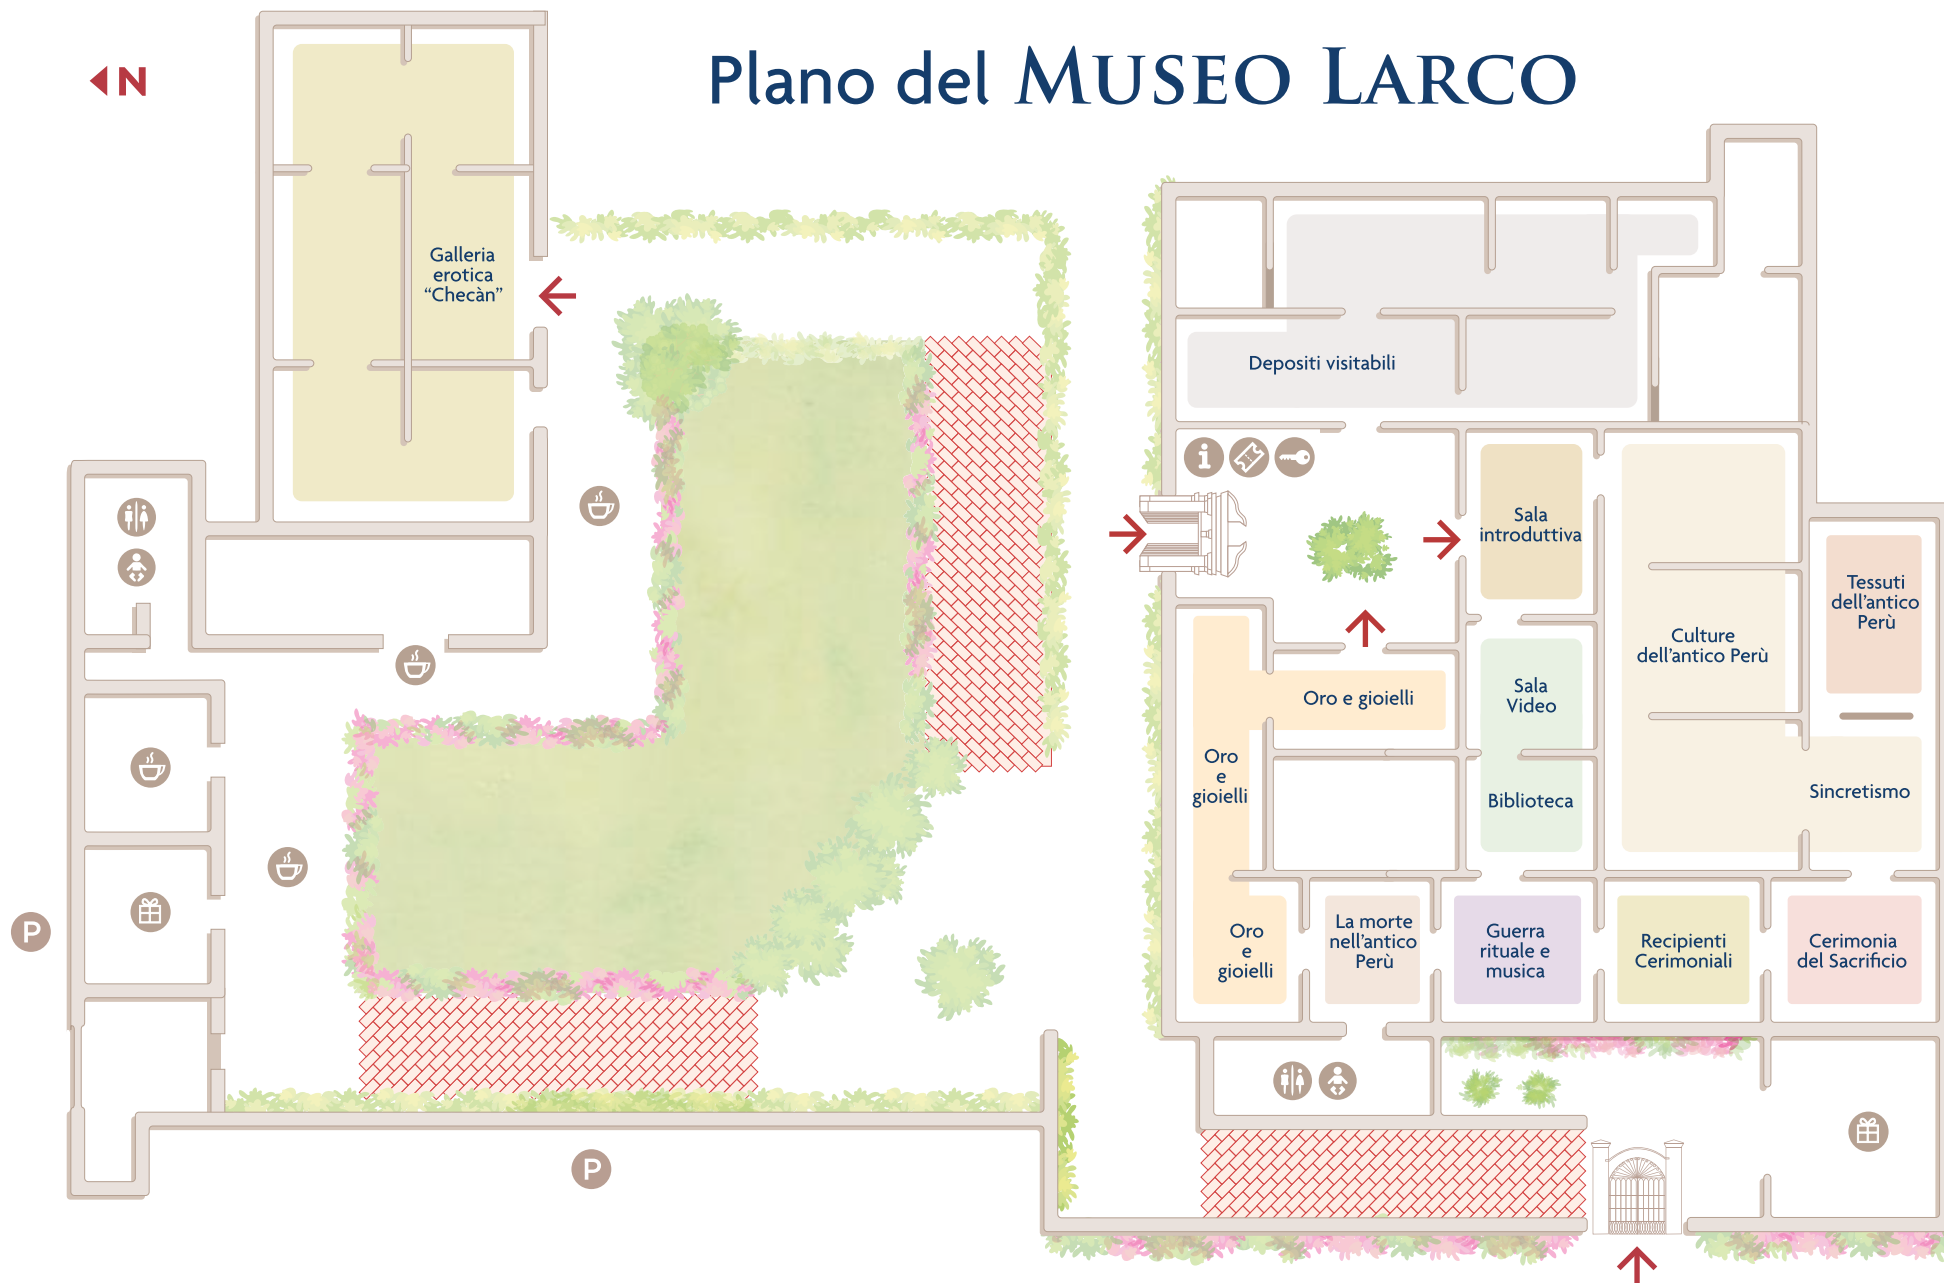 Plano del MUSEO LARCO
N
Galleria
erotica
“Checàn”
Depositi visitabili
i
Sala
introduttiva
Tessuti
dell’antico
Perù
Culture
dell’antico Perù
Oro e gioielli
Sala
Video
Oro
e
gioielli
Biblioteca
Sincretismo
Oro
e
gioielli
La morte
nell’antico
Perù
Guerra
rituale e
musica
Recipienti
Cerimoniali
Cerimonia
del Sacrificio
P
P